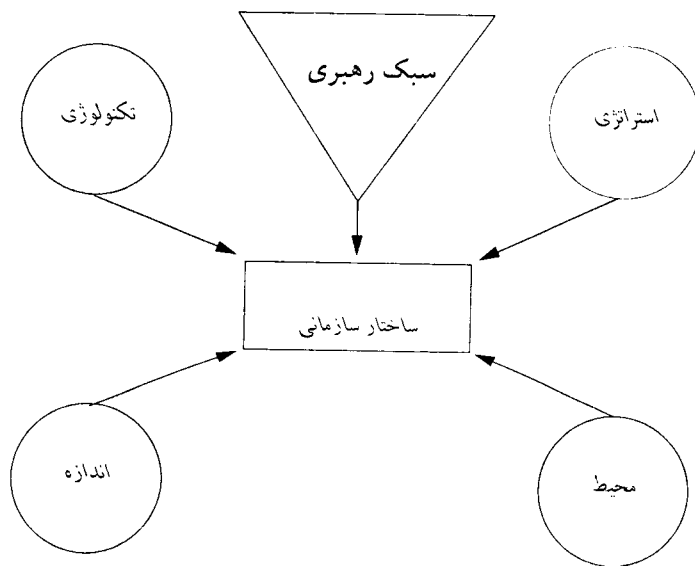 سبک رهبری
استراتژی
تکنولوژی
ساختار سازمانی
محیط
اندازه